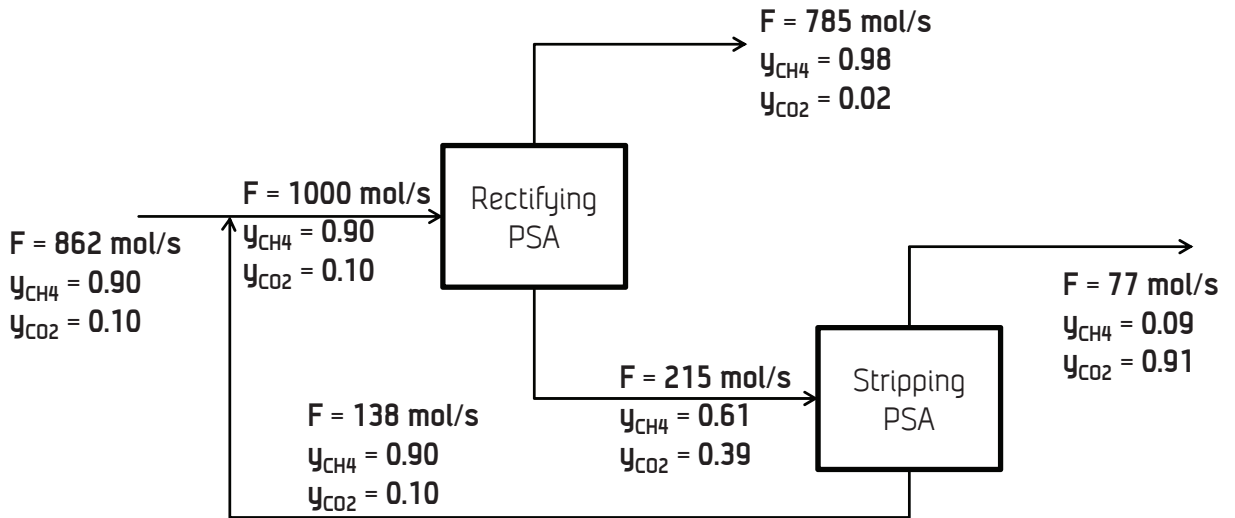 F = 785 mol/s
yCH4 = 0.98
yCO2 = 0.02
Rectifying
PSA
F = 1000 mol/s
yCH4 = 0.90
yCO2 = 0.10
F = 862 mol/s
yCH4 = 0.90
yCO2 = 0.10
F = 77 mol/s
yCH4 = 0.09
yCO2 = 0.91
Stripping
PSA
F = 215 mol/s
yCH4 = 0.61
yCO2 = 0.39
F = 138 mol/s
yCH4 = 0.90
yCO2 = 0.10